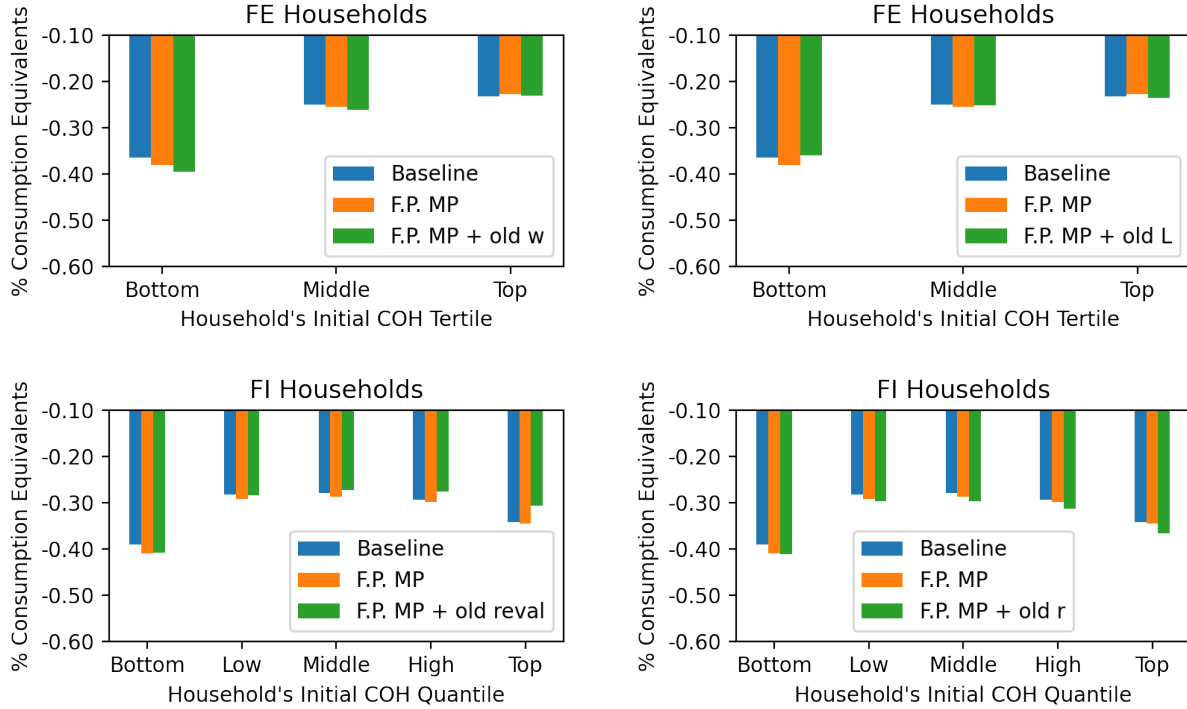 FE Households
% Consumption Equivalents
-0.10
-0.20
-0.30
-0.40
-0.50
-0.60
Baseline
F.P. MP
F.P. MP + old w
Bottom Middle Top
Household's Initial COH Tertile
FE Households
% Consumption Equivalents
-0.10
-0.20
-0.30
-0.40
-0.50
-0.60
Baseline
F.P. MP
F.P. MP + old L
Bottom Middle Top
Household's Initial COH Tertile
FI Households
% Consumption Equivalents
-0.10
-0.20
-0.30
-0.40
-0.50
-0.60
Baseline
F.P. MP
F.P. MP + old reval
Bottom Low Middle High Top
Household's Initial COH Quantile
FI Households
% Consumption Equivalents
-0.10
-0.20
-0.30
-0.40
-0.50
-0.60
Baseline
F.P. MP
F.P. MP + old r
Bottom Low Middle High Top
Household's Initial COH Quantile